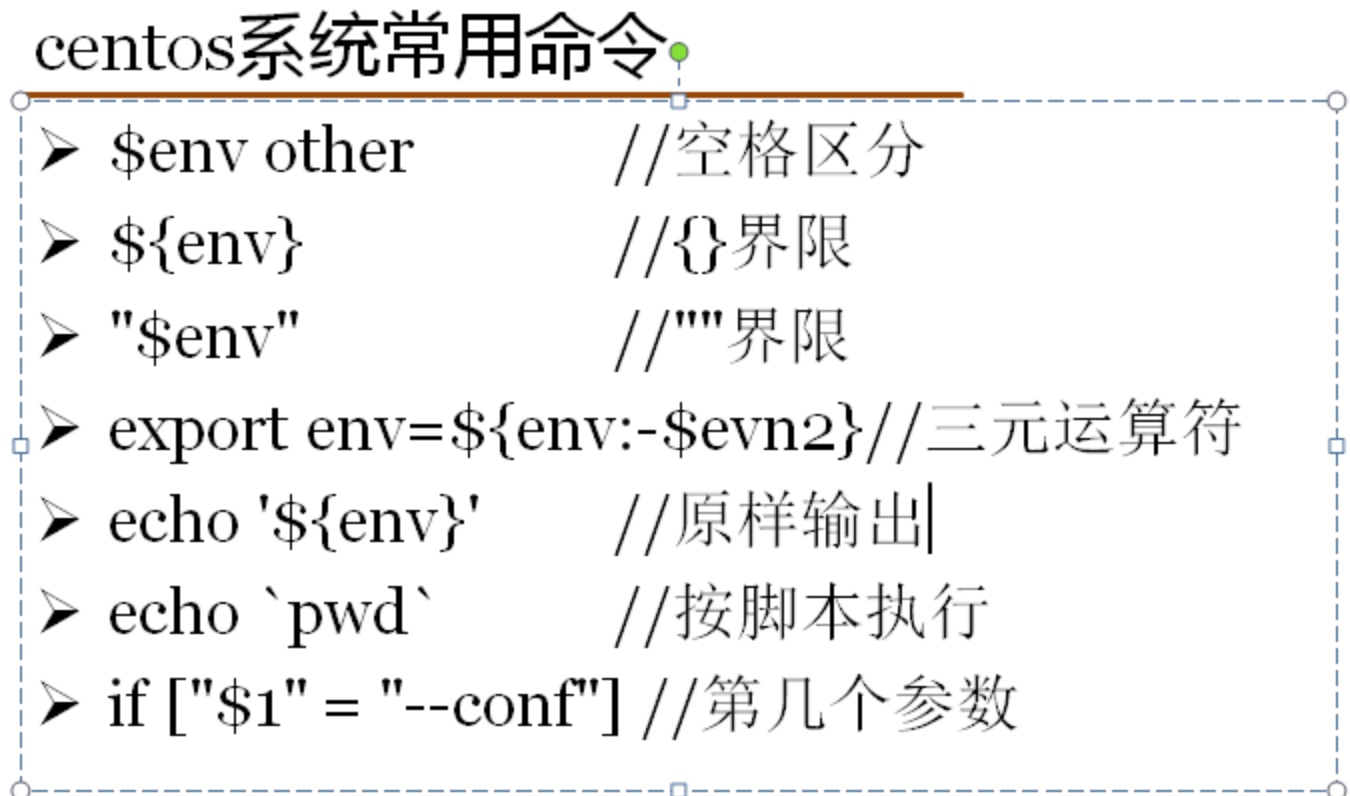 centos系统常用命令
$env other //空格区分
${env} //{}界限
"$env" //""界限
export env=${env:-$evn2}//三元运算符
echo '${env}' //原样输出
echo `pwd` //按脚本执行
if ["$1" = "--conf"] //第几个参数